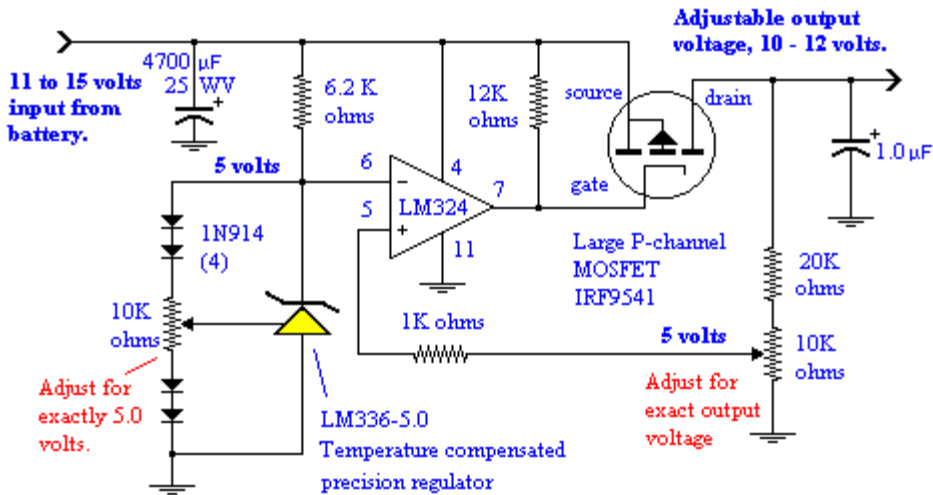 Adjustable output
voltage, 10 - 12 volts.
4700 µF
25 WV
+
11 to 15 volts
input from
battery.
6.2 K
ohms
12K
ohms
source
drain
+
1.0 µF
5 volts
6
4
7
−
LM324
5
+
11
gate
1N914
(4)
Large P-channel
MOSFET
IRF9541
20K
ohms
10K
ohms
1K ohms
5 volts
10K
ohms
Adjust for
exactly 5.0
volts.
Adjust for
exact output
voltage
LM336-5.0
Temperature compensated
precision regulator